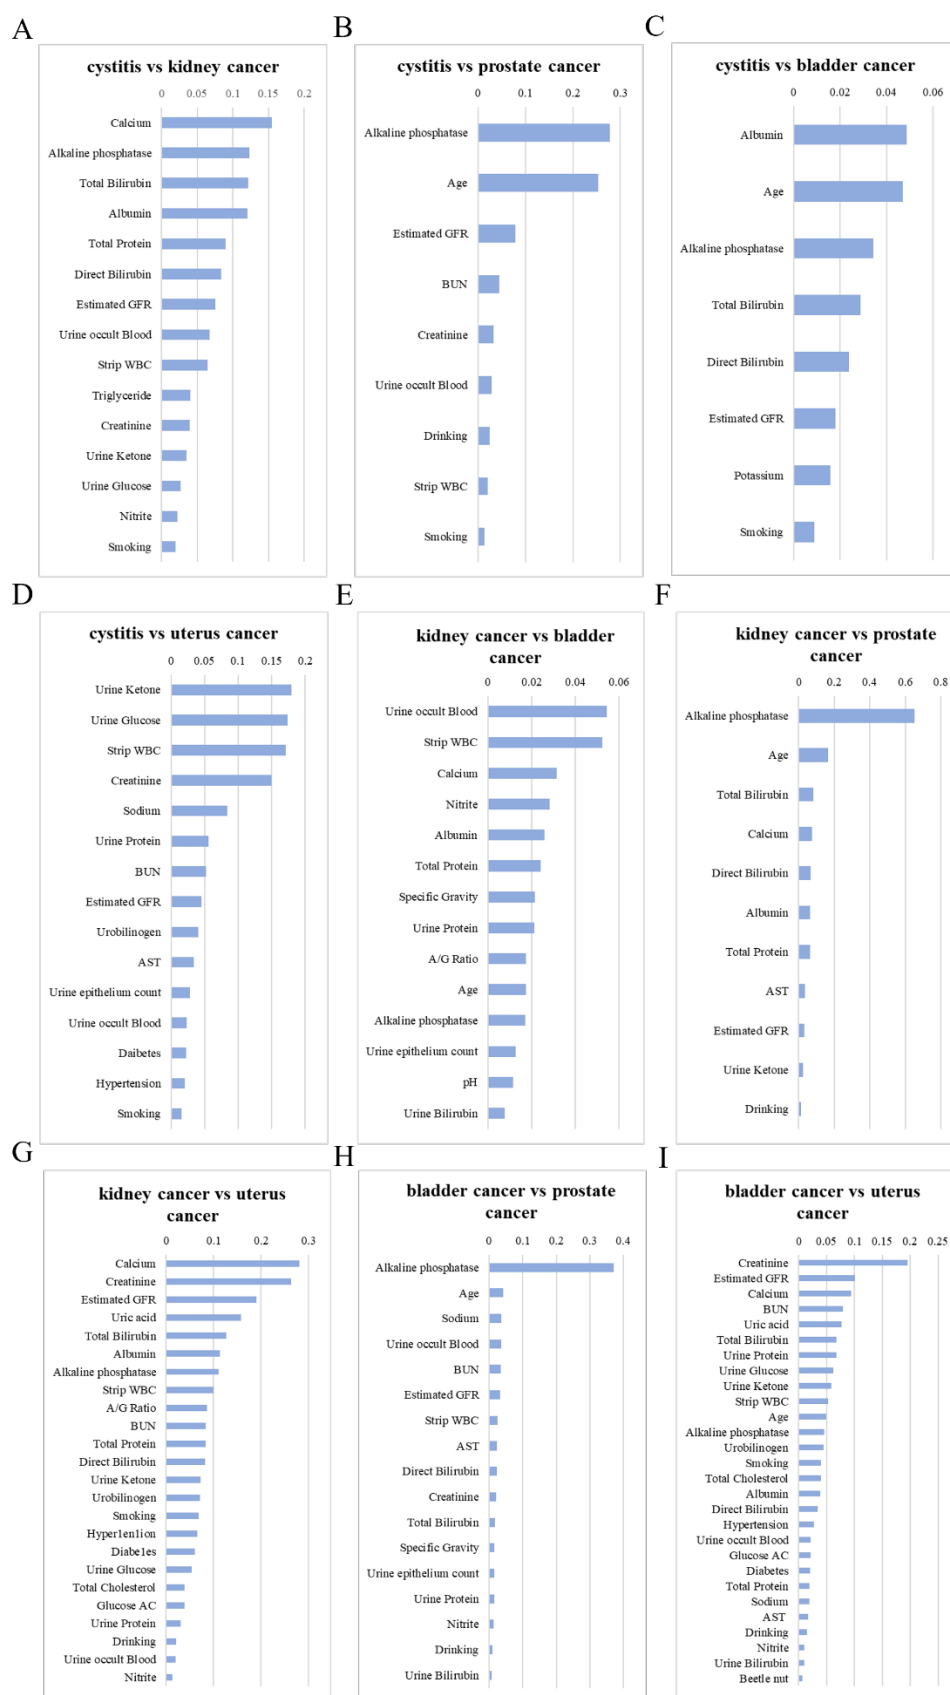 A
cystitis vs kidney cancer
0 0.05 0.1 0.15 0.2
Calcium
Alkaline phosphatase
Total Bilirubin
Albumin
Total Protein
Direct Bilirubin
Estimated GFR
Urine occult Blood
Strip WBC
Triglyceride
Creatinine
Urine Ketone
Urine Glucose
Nitrite
Smoking
B
cystitis vs prostate cancer
0 0.1 0.2 0.3
Alkaline phosphatase
Age
Estimated GFR
BUN
Creatinine
Urine occult Blood
Drinking
Strip WBC
Smoking
C
cystitis vs bladder cancer
0 0.02 0.04 0.06
Albumin
Age
Alkaline phosphatase
Total Bilirubin
Direct Bilirubin
Estimated GFR
Potassium
Smoking
D
cystitis vs uterus cancer
0 0.05 0.1 0.15 0.2
Urine Ketone
Urine Glucose
Strip WBC
Creatinine
Sodium
Urine Protein
BUN
Estimated GFR
Urobilinogen
AST
Urine epithelium count
Urine occult Blood
Daibetes
Hypertension
Smoking
E
kidney cancer vs bladder
cancer
0 0.02 0.04 0.06
Urine occult Blood
Strip WBC
Calcium
Nitrite
Albumin
Total Protein
Specific Gravity
Urine Protein
A/G Ratio
Age
Alkaline phosphatase
Urine epithelium count
pH
Urine Bilirubin
F
kidney cancer vs prostate
cancer
0 0.2 0.4 0.6 0.8
Alkaline phosphatase
Age
Total Bilirubin
Calcium
Direct Bilirubin
Albumin
Total Protein
AST
Estimated GFR
Urine Ketone
Drinking
G
kidney cancer vs uterus
cancer
0 0.1 0.2 0.3
Calcium
Creatinine
Estimated GFR
Uric acid
Total Bilirubin
Albumin
Alkaline phosphatase
Strip WBC
A/G Ratio
BUN
Total Protein
Direct Bilirubin
Urine Ketone
Urobilinogen
Smoking
Hyper1en1ion
Diabe1es
Urine Glucose
Total Cholesterol
Glucose AC
Urine Protein
Drinking
Urine occult Blood
Nitrite
H
bladder cancer vs prostate
cancer
0 0.1 0.2 0.3 0.4
Alkaline phosphatase
Age
Sodium
Urine occult Blood
BUN
Estimated GFR
Strip WBC
AST
Direct Bilirubin
Creatinine
Total Bilirubin
Specific Gravity
Urine epithelium count
Urine Protein
Nitrite
Drinking
Urine Bilirubin
I
bladder cancer vs uterus
cancer
0 0.05 0.1 0.15 0.2 0.25
Creatinine
Estimated GFR
Calcium
BUN
Uric acid
Total Bilirubin
Urine Protein
Urine Glucose
Urine Ketone
Strip WBC
Age
Alkaline phosphatase
Urobilinogen
Smoking
Total Cholesterol
Albumin
Direct Bilirubin
Hypertension
Urine occult Blood
Glucose AC
Diabetes
Total Protein
Sodium
AST
Drinking
Nitrite
Urine Bilirubin
Beetle nut